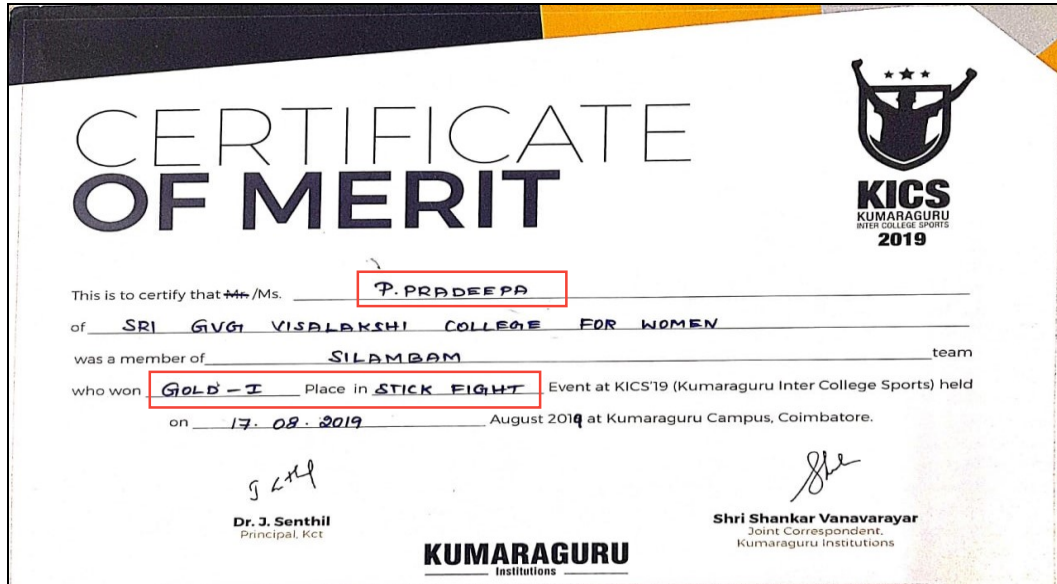 CERTIFICATE
OF MERIT
KICS
KUMARAGURU
INTER COLLEGE SPORTS
2019
This is to certify that Mr. /Ms. P. PRADEEPA
of SRI GVG VISALAKSHI COLLEGE FOR WOMEN
was a member of SILAMBAM team
who won GOLD - I Place in STICK FIGHT Event at KICS'19 (Kumaraguru Inter College Sports) held
on 17. 08. 2019 August 2019 at Kumaraguru Campus, Coimbatore.
Dr. J. Senthil
Principal, Kct
Shri Shankar Vanavarayar
Joint Correspondent,
Kumaraguru Institutions
KUMARAGURU
Institutions